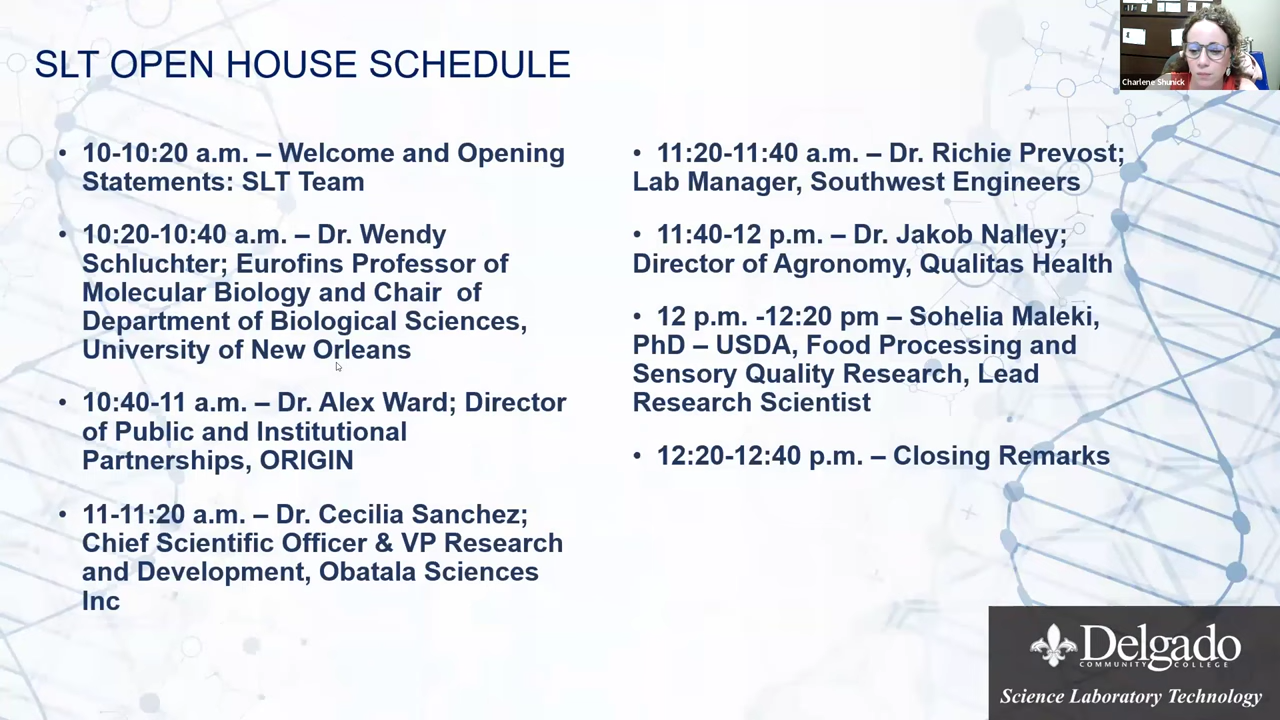 SLT OPEN HOUSE SCHEDULE
Charlene Shunick
• 10-10:20 a.m. – Welcome and Opening
Statements: SLT Team
• 10:20-10:40 a.m. – Dr. Wendy
Schluchter; Eurofins Professor of
Molecular Biology and Chair of
Department of Biological Sciences,
University of New Orleans
• 10:40-11 a.m. – Dr. Alex Ward; Director
of Public and Institutional
Partnerships, ORIGIN
• 11-11:20 a.m. – Dr. Cecilia Sanchez;
Chief Scientific Officer & VP Research
and Development, Obatala Sciences
Inc
• 11:20-11:40 a.m. – Dr. Richie Prevost;
Lab Manager, Southwest Engineers
• 11:40-12 p.m. – Dr. Jakob Nalley;
Director of Agronomy, Qualitas Health
• 12 p.m. -12:20 pm – Sohelia Maleki,
PhD – USDA, Food Processing and
Sensory Quality Research, Lead
Research Scientist
• 12:20-12:40 p.m. – Closing Remarks
Delgado
COMMUNITY COLLEGE
Science Laboratory Technology